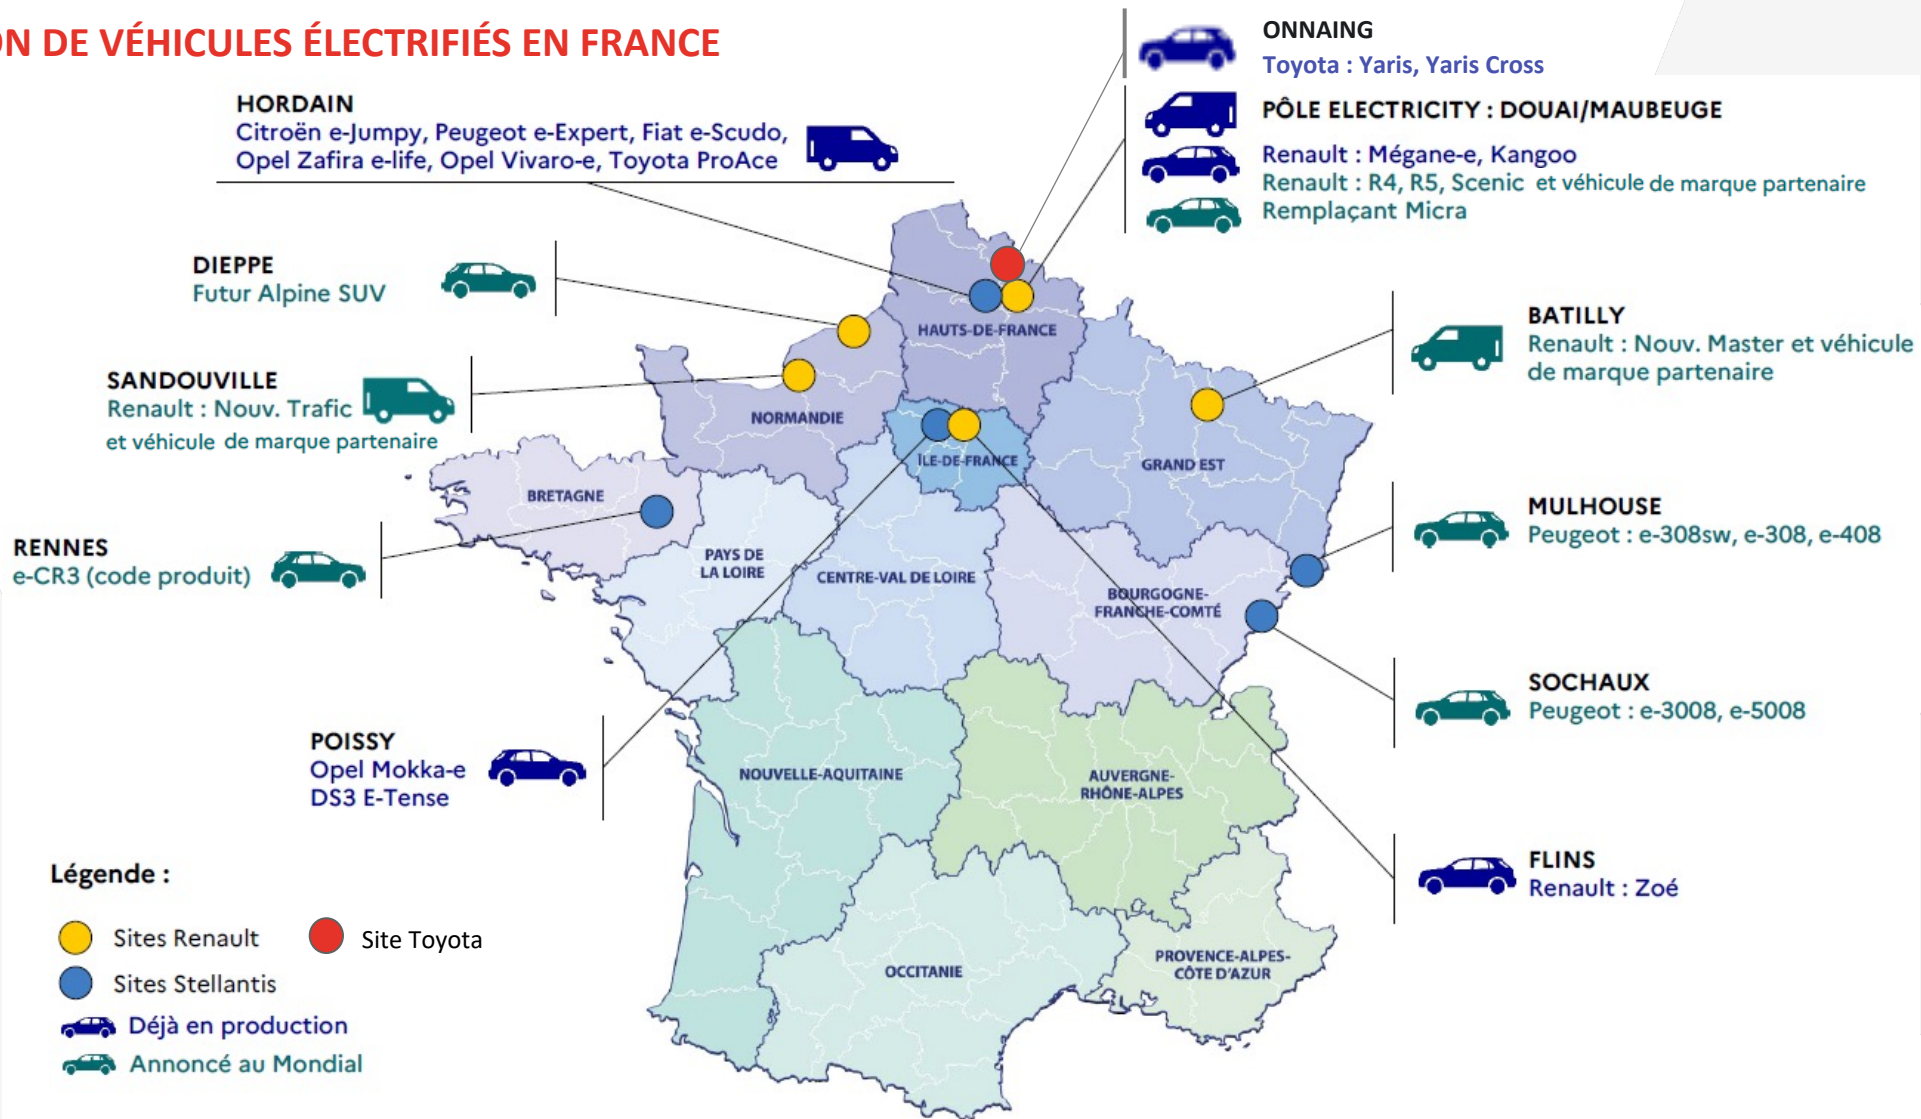 ON DE VÉHICULES ÉLECTRIFIÉS EN FRANCE
ONNAING
Toyota : Yaris, Yaris Cross
HORDAIN
Citroën e-Jumpy, Peugeot e-Expert, Fiat e-Scudo,
Opel Zafira e-life, Opel Vivaro-e, Toyota ProAce
PÔLE ELECTRICITY : DOUAI/MAUBEUGE
Renault : Mégane-e, Kangoo
Renault : R4, R5, Scenic et véhicule de marque partenaire
Remplaçant Micra
DIEPPE
Futur Alpine SUV
SANDOUVILLE
Renault : Nouv. Trafic
et véhicule de marque partenaire
BATILLY
Renault : Nouv. Master et véhicule
de marque partenaire
RENNES
e-CR3 (code produit)
MULHOUSE
Peugeot : e-308sw, e-308, e-408
SOCHAUX
Peugeot : e-3008, e-5008
POISSY
Opel Mokka-e
DS3 E-Tense
FLINS
Renault : Zoé
HAUTS-DE-FRANCE
NORMANDIE
ÎLE-DE-FRANCE
GRAND EST
BRETAGNE
PAYS DE
LA LOIRE
CENTRE-VAL DE LOIRE
BOURGOGNE-
FRANCHE-COMTÉ
NOUVELLE-AQUITAINE
AUVERGNE-
RHÔNE-ALPES
OCCITANIE
PROVENCE-ALPES-
CÔTE D'AZUR
Légende :
Sites Renault
Site Toyota
Sites Stellantis
Déjà en production
Annoncé au Mondial